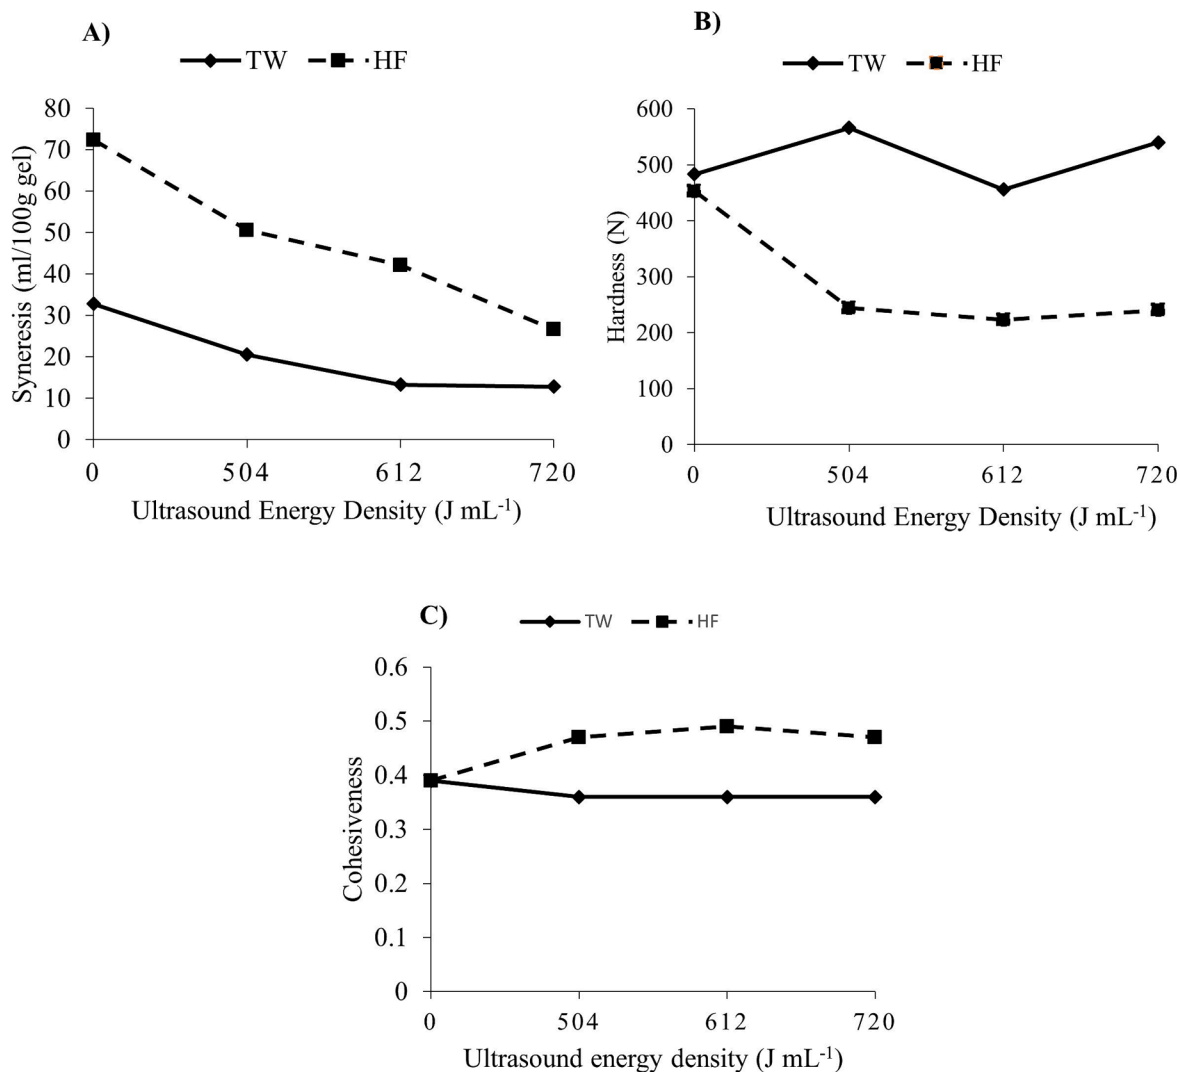 A)
TW HF
80
70
60
50
40
30
20
10
0
Syneresis (ml/100g gel)
0 504 612 720
Ultrasound Energy Density (J mL-1)
B)
TW HF
600
500
400
300
200
100
0
Hardness (N)
0 504 612 720
Ultrasound Energy Density (J mL-1)
C)
TW HF
0.6
0.5
0.4
0.3
0.2
0.1
0
Cohesiveness
0 504 612 720
Ultrasound energy density (J mL-1)